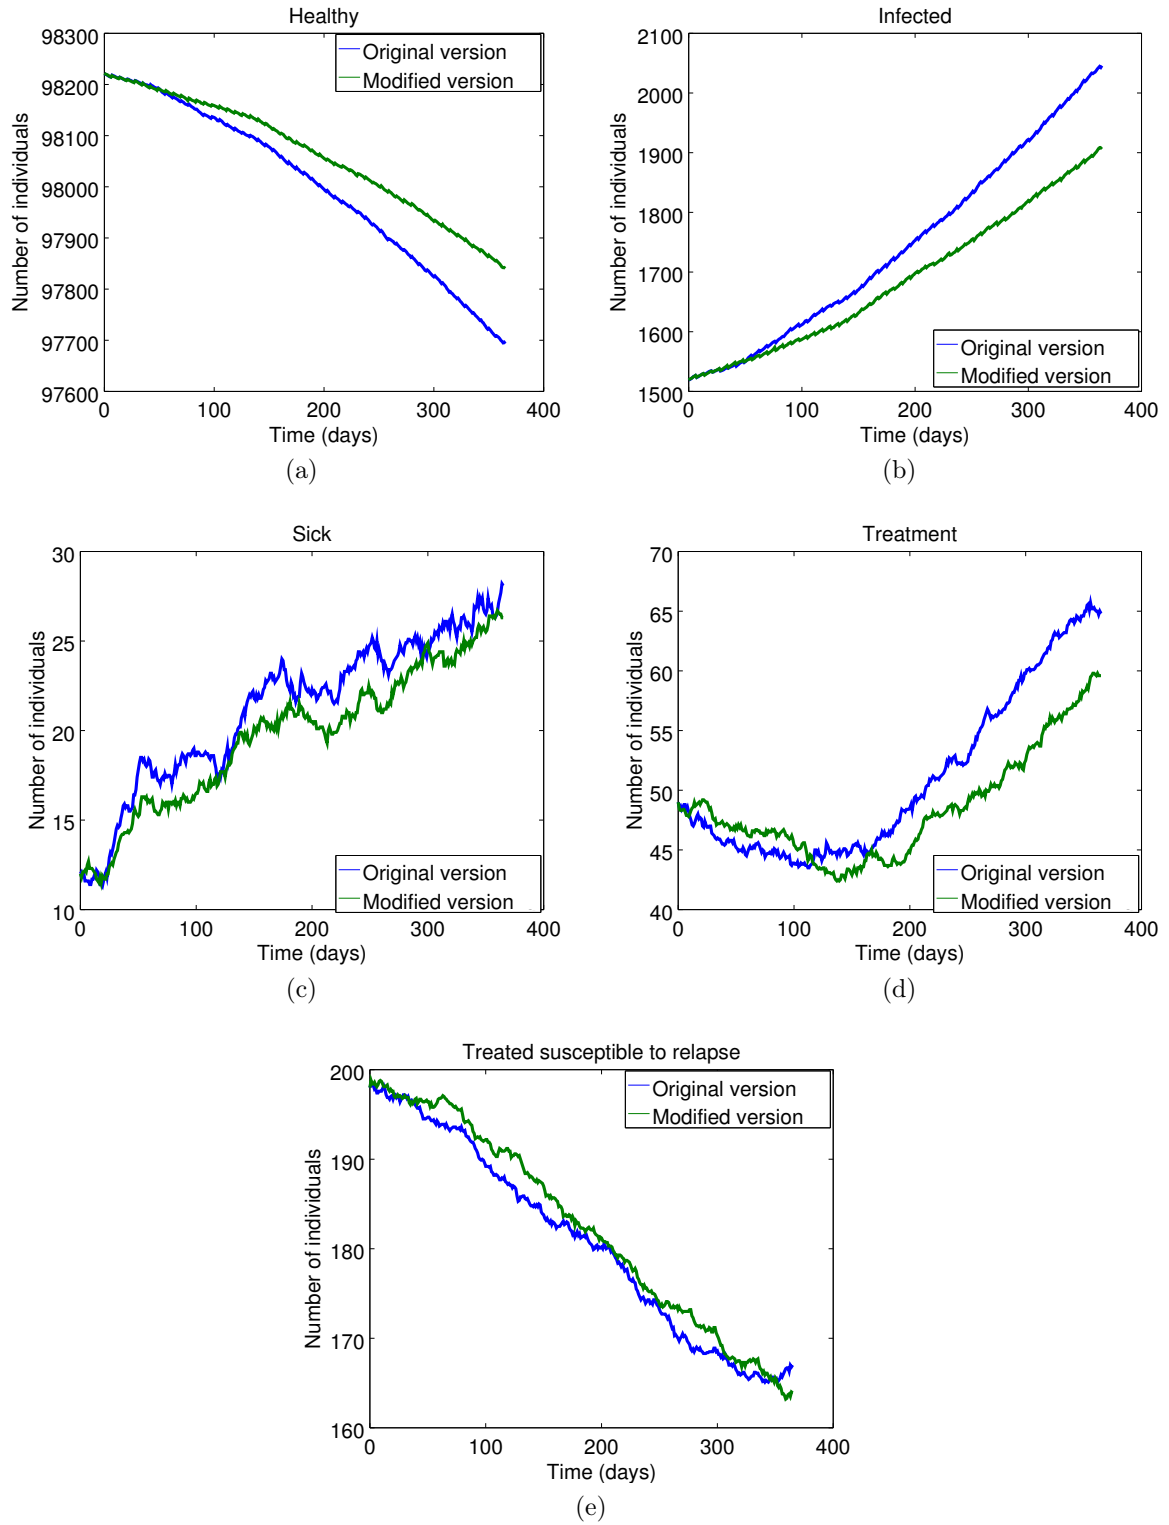 Healthy
98300
98200
98100
98000
97900
97800
97700
97600
Number of individuals
0 100 200 300 400
Time (days)
Original version
Modified version
(a)
Infected
2100
2000
1900
1800
1700
1600
1500
Number of individuals
0 100 200 300 400
Time (days)
Original version
Modified version
(b)
Sick
30
25
20
15
10
Number of individuals
0 100 200 300 400
Time (days)
Original version
Modified version
(c)
Treatment
70
65
60
55
50
45
40
Number of individuals
0 100 200 300 400
Time (days)
Original version
Modified version
(d)
Treated susceptible to relapse
200
190
180
170
160
Number of individuals
0 100 200 300 400
Time (days)
Original version
Modified version
(e)